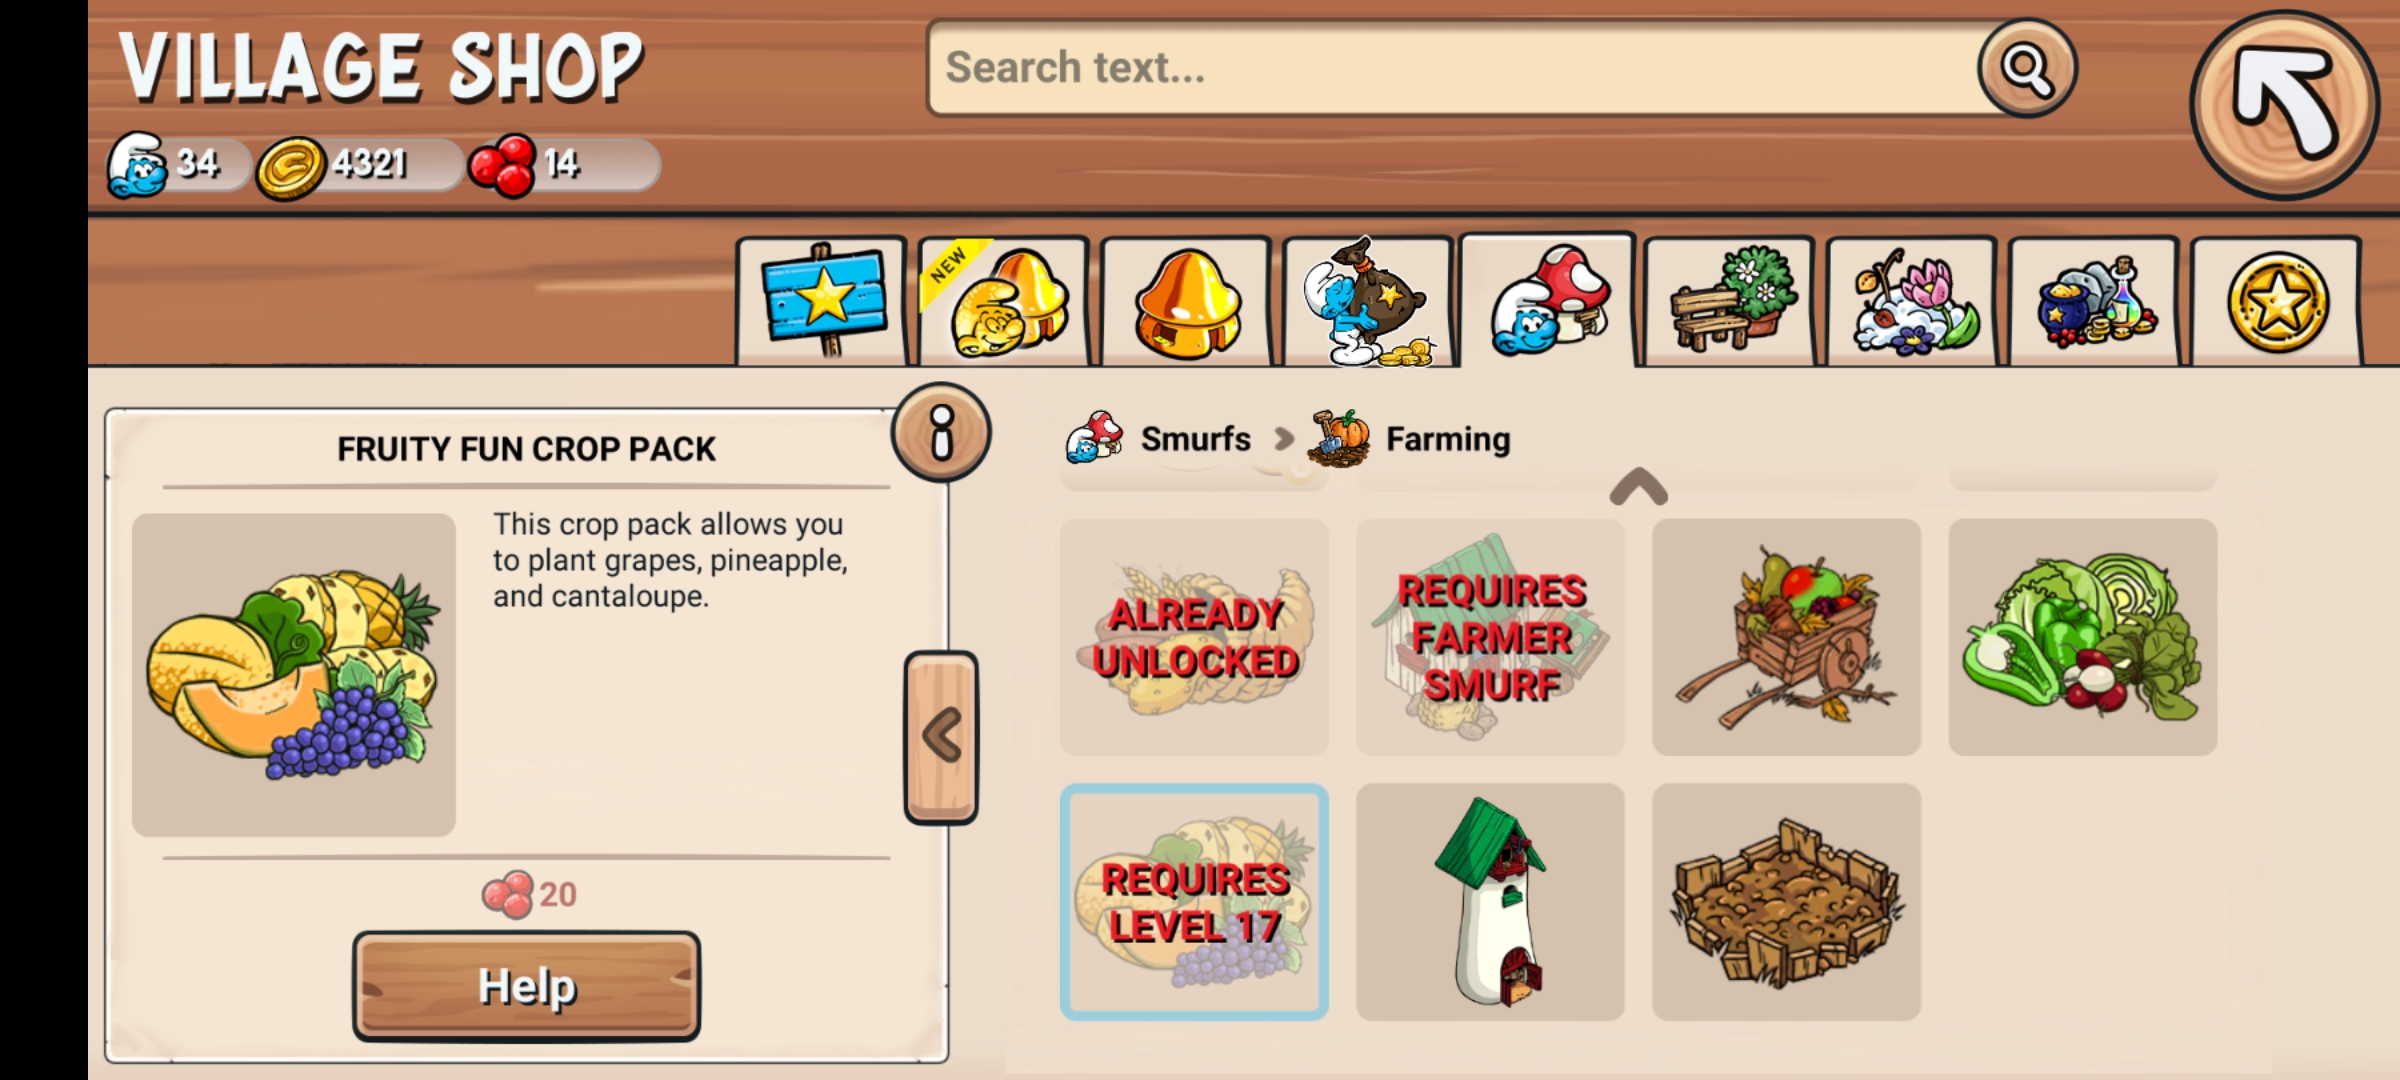 VILLAGE SHOP
Search text...
34
4321
14
NEW
FRUITY FUN CROP PACK
This crop pack allows you
to plant grapes, pineapple,
and cantaloupe.
20
Help
Smurfs
Farming
ALREADY
UNLOCKED
REQUIRES
FARMER
SMURF
REQUIRES
LEVEL 17